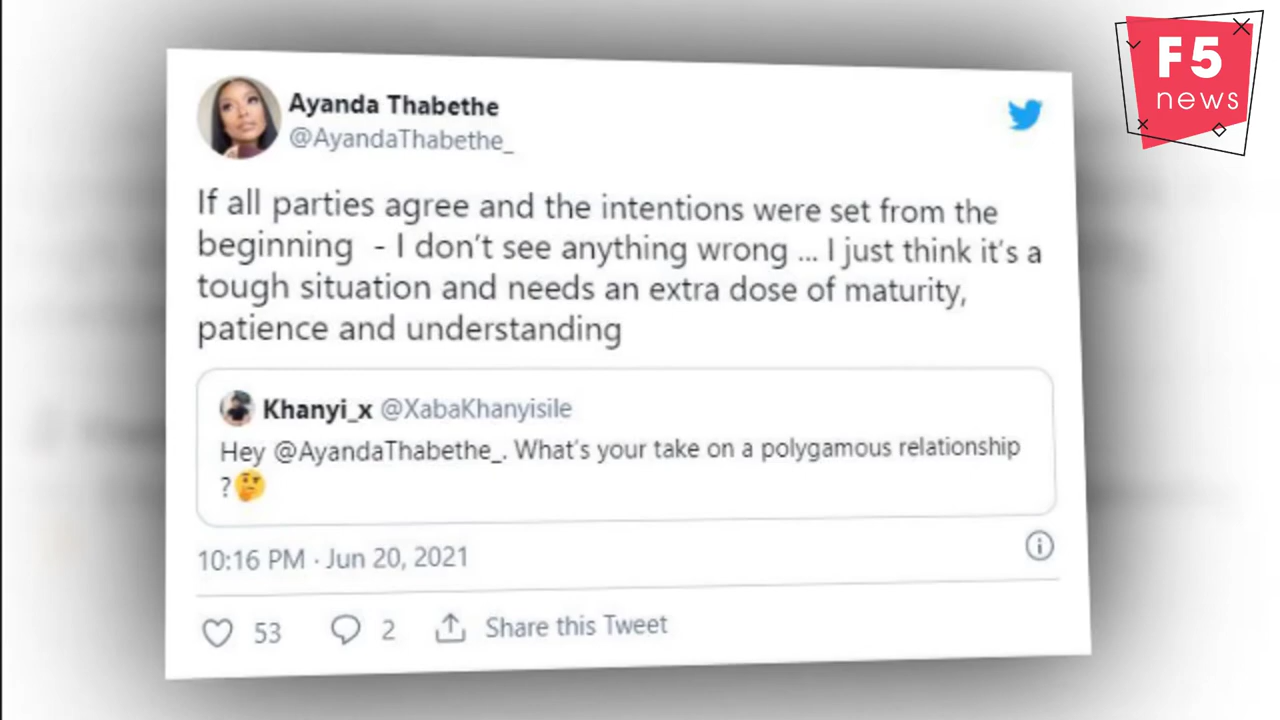 F5
news
Ayanda Thabethe
@AyandaThabethe_
If all parties agree and the intentions were set from the
beginning - I don't see anything wrong ... I just think it's a
tough situation and needs an extra dose of maturity,
patience and understanding
Khanyi_x @XabaKhanyisile
Hey @AyandaThabethe_. What's your take on a polygamous relationship
?🤔
10:16 PM · Jun 20, 2021
53 2 Share this Tweet